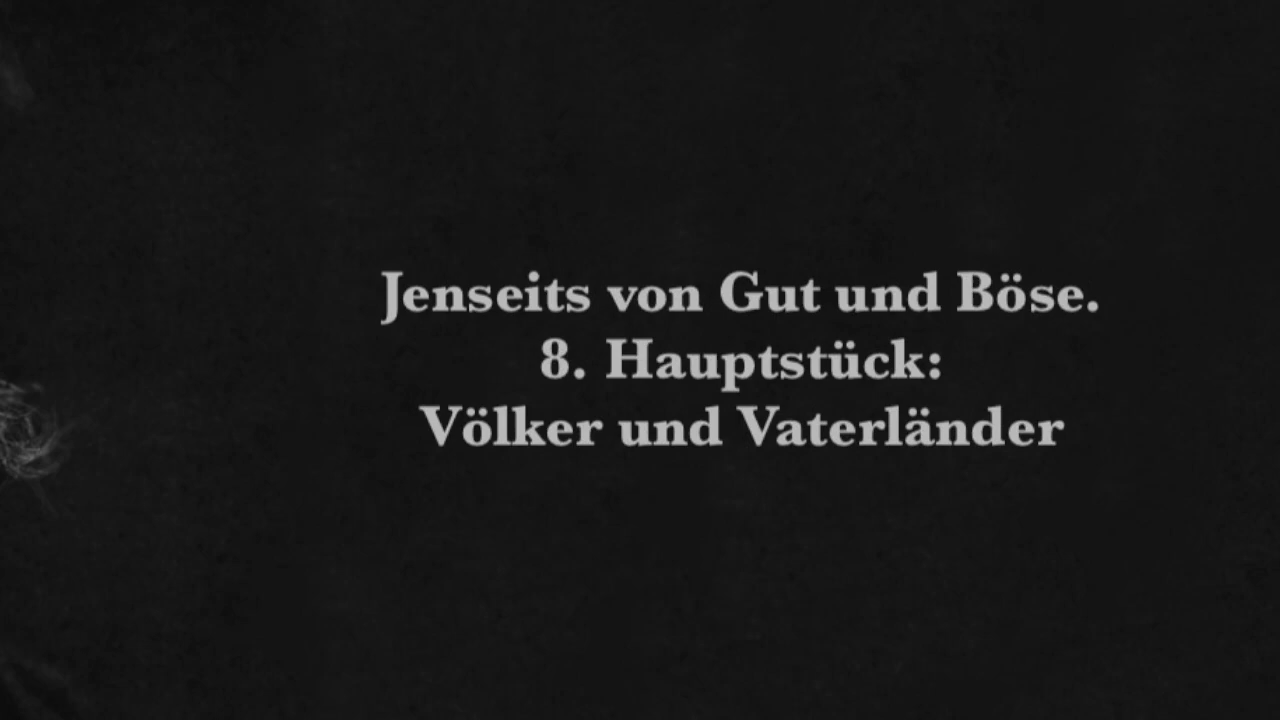 Jenseits von Gut und Böse.
8. Hauptstück:
Völker und Vaterländer